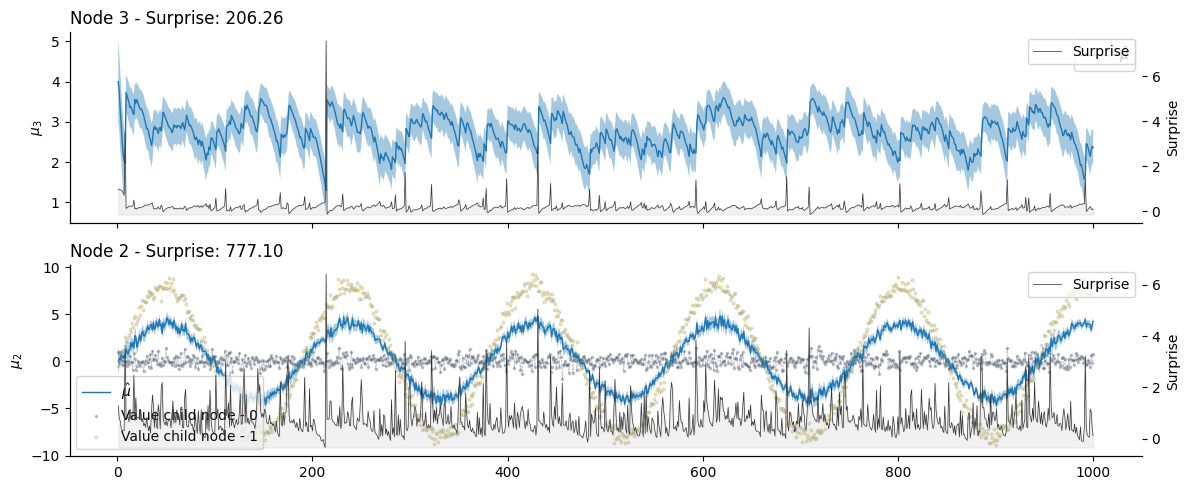 Node 3 - Surprise: 206.26
5
4
3
2
1
μ₃
Surprise
μ̂
6
4
2
0
Surprise
Node 2 - Surprise: 777.10
10
5
0
−5
−10
μ₂
μ̂
Value child node - 0
Value child node - 1
Surprise
6
4
2
0
Surprise
0
200
400
600
800
1000